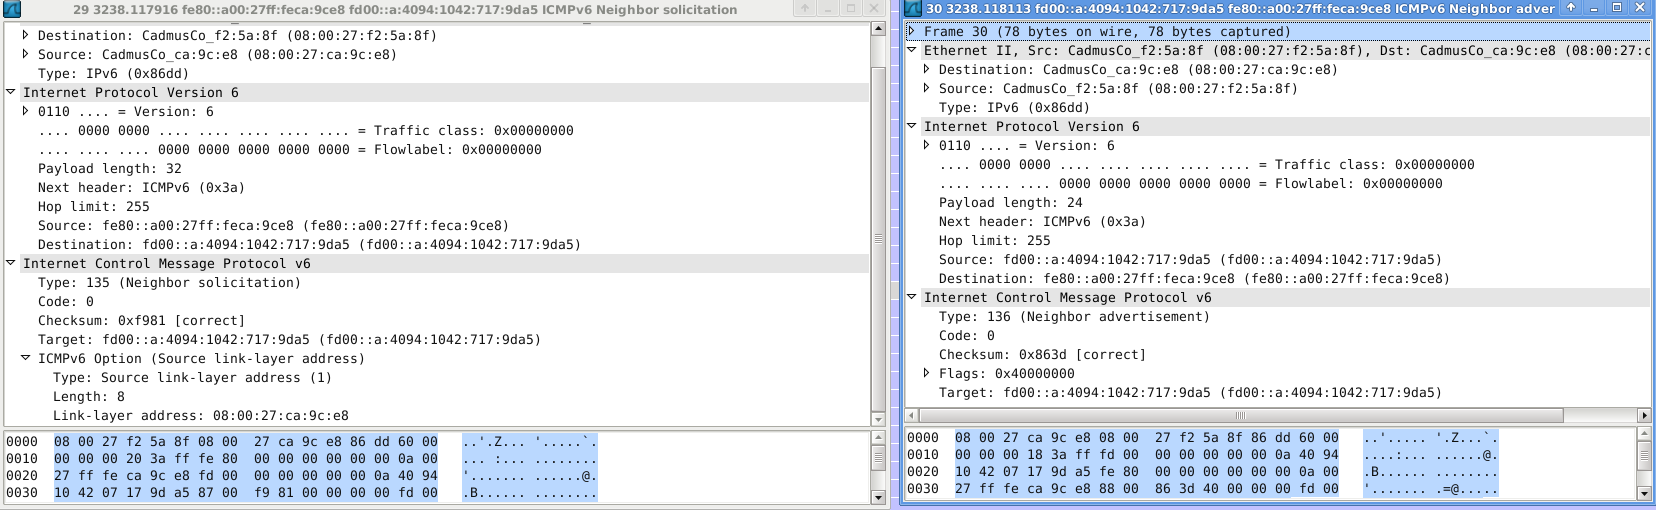 29 3238.117916 fe80::a00:27ff:feca:9ce8 fd00::a:4094:1042:717:9da5 ICMPv6 Neighbor solicitation
Destination: CadmusCo_f2:5a:8f (08:00:27:f2:5a:8f)
Source: CadmusCo_ca:9c:e8 (08:00:27:ca:9c:e8)
Type: IPv6 (0x86dd)
Internet Protocol Version 6
0110 .... = Version: 6
.... 0000 0000 .... .... .... .... .... = Traffic class: 0x00000000
.... .... .... 0000 0000 0000 0000 0000 = Flowlabel: 0x00000000
Payload length: 32
Next header: ICMPv6 (0x3a)
Hop limit: 255
Source: fe80::a00:27ff:feca:9ce8 (fe80::a00:27ff:feca:9ce8)
Destination: fd00::a:4094:1042:717:9da5 (fd00::a:4094:1042:717:9da5)
Internet Control Message Protocol v6
Type: 135 (Neighbor solicitation)
Code: 0
Checksum: 0xf981 [correct]
Target: fd00::a:4094:1042:717:9da5 (fd00::a:4094:1042:717:9da5)
ICMPv6 Option (Source link-layer address)
Type: Source link-layer address (1)
Length: 8
Link-layer address: 08:00:27:ca:9c:e8
0000 08 00 27 f2 5a 8f 08 00 27 ca 9c e8 86 dd 60 00 ..'.Z... '.....`.
0010 00 00 00 20 3a ff fe 80 00 00 00 00 00 00 0a 00 ... :... ........
0020 27 ff fe ca 9c e8 fd 00 00 00 00 00 00 0a 40 94 '....... ......@.
0030 10 42 07 17 9d a5 87 00 f9 81 00 00 00 00 fd 00 .B...... ........
30 3238.118113 fd00::a:4094:1042:717:9da5 fe80::a00:27ff:feca:9ce8 ICMPv6 Neighbor adver
Frame 30 (78 bytes on wire, 78 bytes captured)
Ethernet II, Src: CadmusCo_f2:5a:8f (08:00:27:f2:5a:8f), Dst: CadmusCo_ca:9c:e8 (08:00:27:c
Destination: CadmusCo_ca:9c:e8 (08:00:27:ca:9c:e8)
Source: CadmusCo_f2:5a:8f (08:00:27:f2:5a:8f)
Type: IPv6 (0x86dd)
Internet Protocol Version 6
0110 .... = Version: 6
.... 0000 0000 .... .... .... .... .... = Traffic class: 0x00000000
.... .... .... 0000 0000 0000 0000 0000 = Flowlabel: 0x00000000
Payload length: 24
Next header: ICMPv6 (0x3a)
Hop limit: 255
Source: fd00::a:4094:1042:717:9da5 (fd00::a:4094:1042:717:9da5)
Destination: fe80::a00:27ff:feca:9ce8 (fe80::a00:27ff:feca:9ce8)
Internet Control Message Protocol v6
Type: 136 (Neighbor advertisement)
Code: 0
Checksum: 0x863d [correct]
Flags: 0x40000000
Target: fd00::a:4094:1042:717:9da5 (fd00::a:4094:1042:717:9da5)
0000 08 00 27 ca 9c e8 08 00 27 f2 5a 8f 86 dd 60 00 ..'..... '.Z...`.
0010 00 00 00 18 3a ff fd 00 00 00 00 00 00 0a 40 94 ....:... ......@.
0020 10 42 07 17 9d a5 fe 80 00 00 00 00 00 00 0a 00 .B...... ........
0030 27 ff fe ca 9c e8 88 00 86 3d 40 00 00 00 fd 00 '....... .=@.....